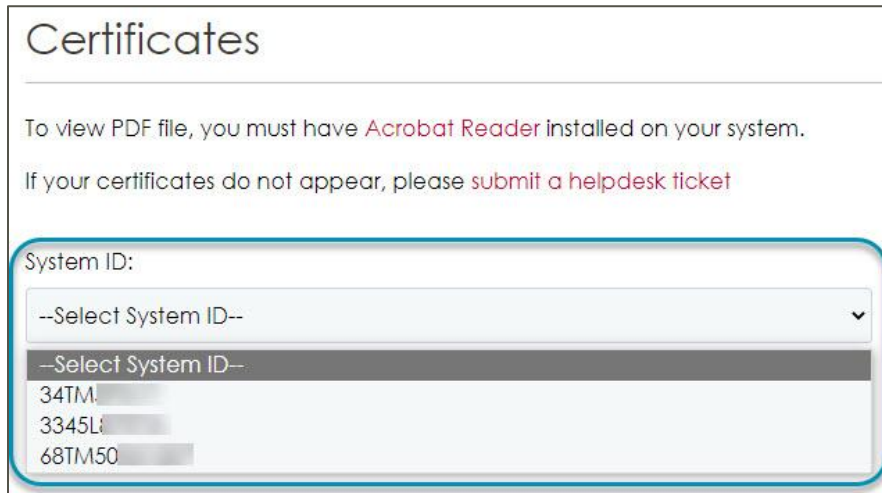 Certificates
To view PDF file, you must have Acrobat Reader installed on your system.
If your certificates do not appear, please submit a helpdesk ticket
System ID:
--Select System ID--
--Select System ID--
34TM
3345L
68TM50